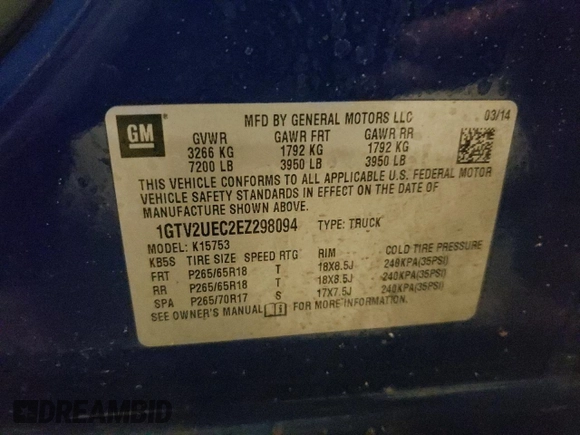 GM
MFD BY GENERAL MOTORS LLC 03/14
GVWR GAWR FRT GAWR RR
3266 KG 1792 KG 1792 KG
7200 LB 3950 LB 3950 LB
THIS VEHICLE CONFORMS TO ALL APPLICABLE U.S. FEDERAL MOTOR
VEHICLE SAFETY STANDARDS IN EFFECT ON THE DATE OF
MANUFACTURE SHOWN ABOVE.
1GTV2UEC2EZ298094 TYPE: TRUCK
MODEL: K15753
KB5S TIRE SIZE SPEED RTG RIM COLD TIRE PRESSURE
FRT P265/65R18 T 18X8.5J 240KPA(35PSI)
RR P265/65R18 T 18X8.5J 240KPA(35PSI)
SPA P265/70R17 S 17X7.5J 240KPA(35PSI)
SEE OWNER'S MANUAL FOR MORE INFORMATION.
DREAMBID